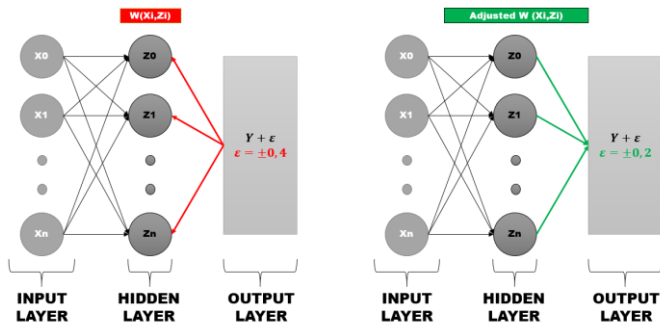 W(Xi,Zi)
X0
Z0
X1
Z1
Y + ε
ε = ±0,4
Xn
Zn
INPUT
LAYER
HIDDEN
LAYER
OUTPUT
LAYER
Adjusted W (Xi,Zi)
X0
Z0
X1
Z1
Y + ε
ε = ±0,2
Xn
Zn
INPUT
LAYER
HIDDEN
LAYER
OUTPUT
LAYER